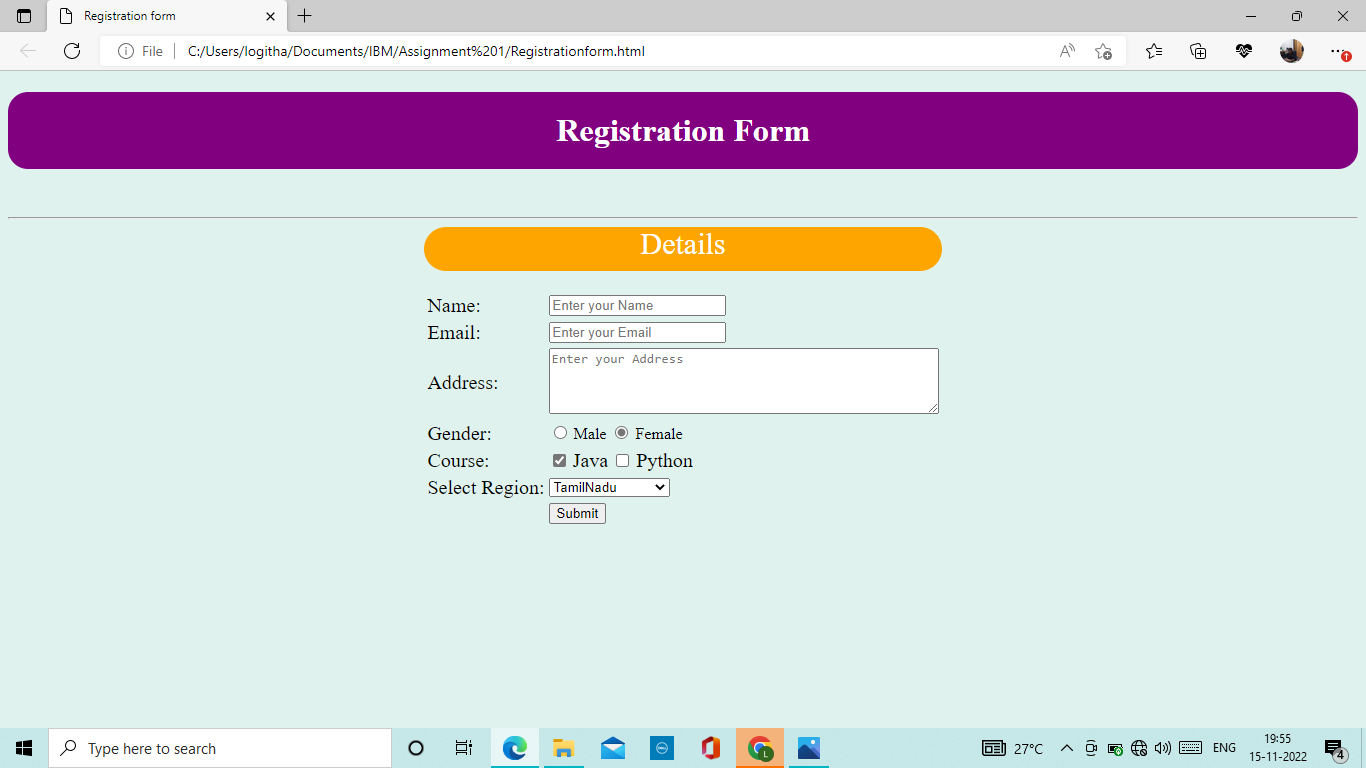 Registration form
File C:/Users/logitha/Documents/IBM/Assignment%201/Registrationform.html
Registration Form
Details
Name: Enter your Name
Email: Enter your Email
Address: Enter your Address
Gender: Male Female
Course: Java Python
Select Region: TamilNadu
Submit
Type here to search
DELL
L
27°C
ENG
19:55
15-11-2022
4